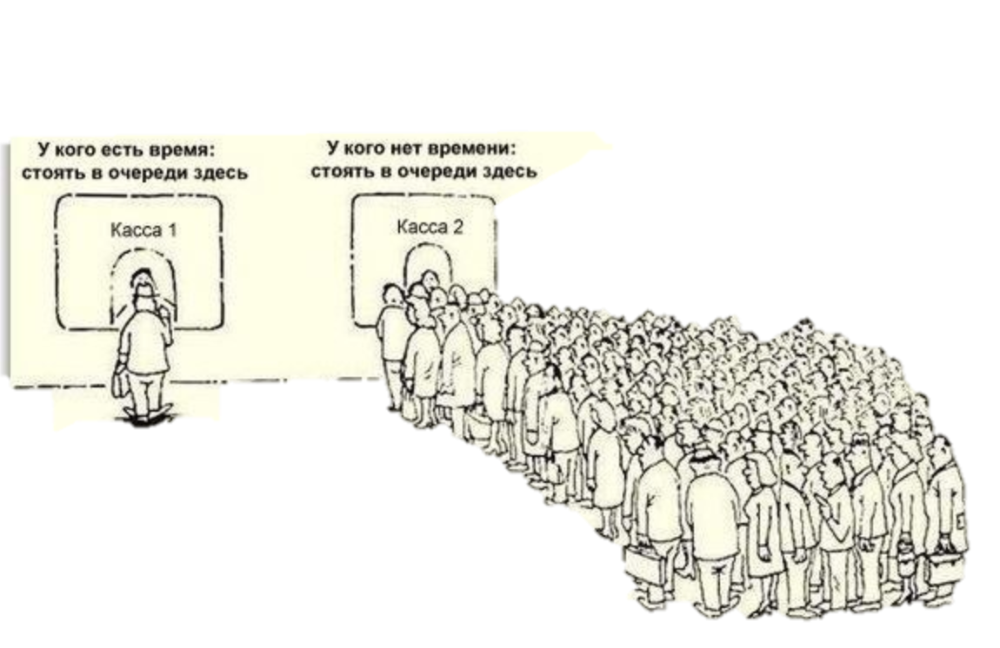 У кого есть время:
стоять в очереди здесь
Касса 1
У кого нет времени:
стоять в очереди здесь
Касса 2